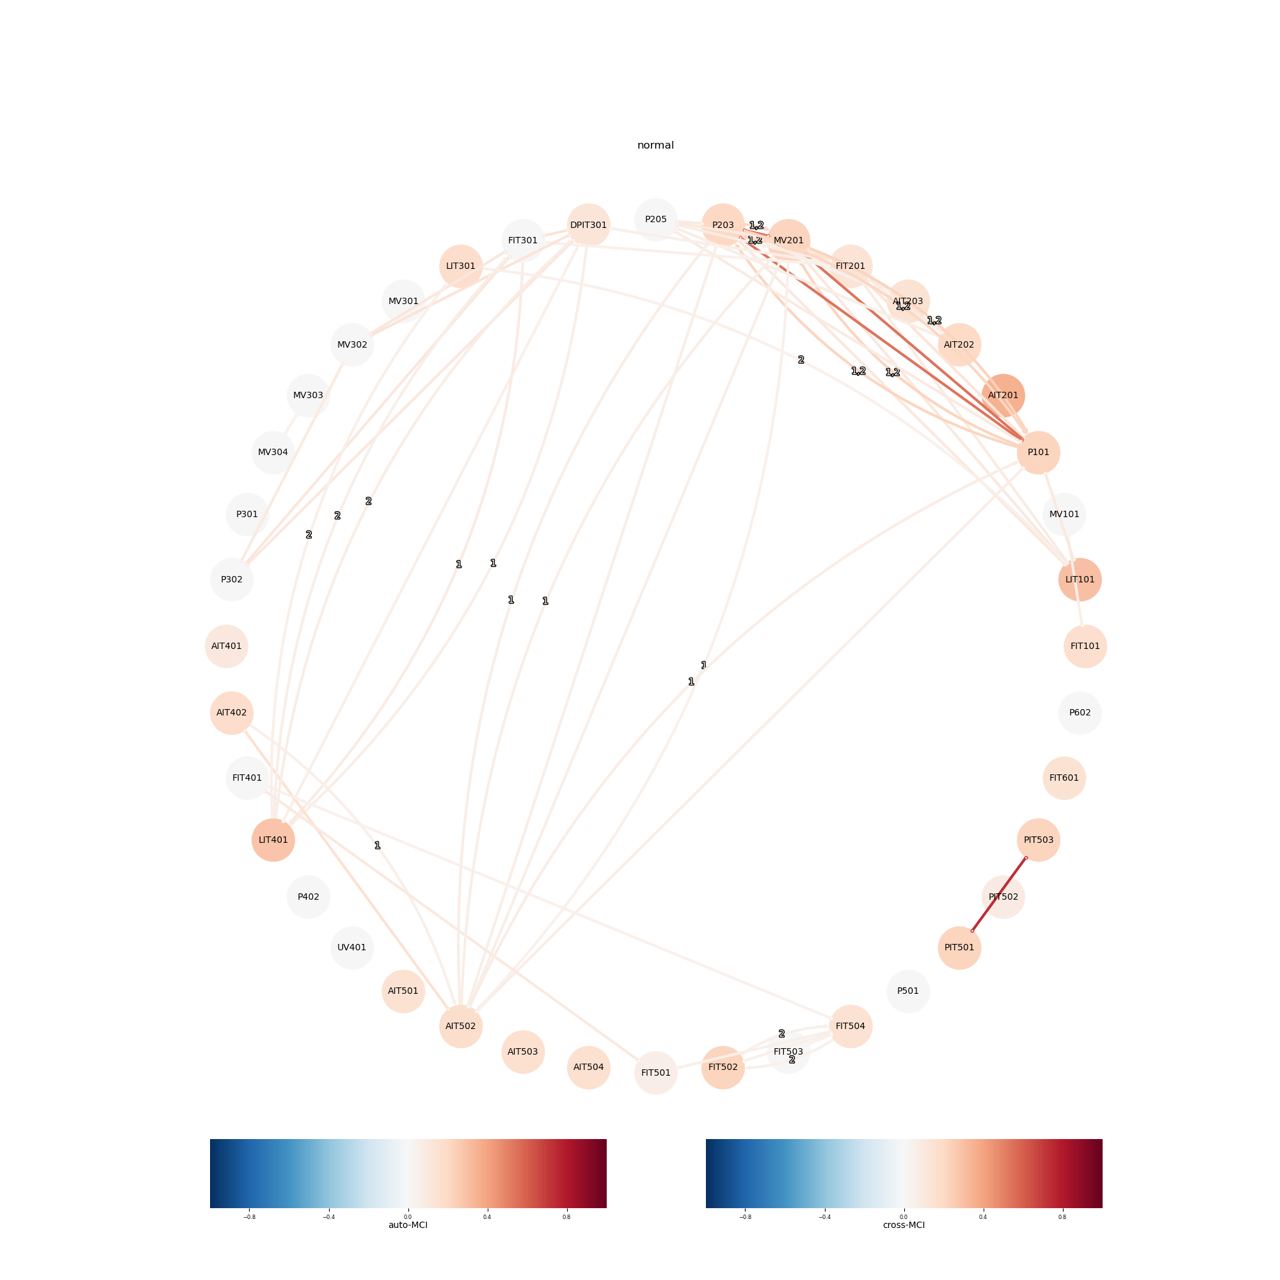 normal
P205
DPIT301
P203
1,2
FIT301
1,2
MV201
LIT301
FIT201
MV301
AIT203
1,2
1,2
MV302
AIT202
2
1,2
1,2
MV303
AIT201
MV304
P101
2
P301
2
MV101
2
1
1
P302
LIT101
1
1
AIT401
FIT101
1
1
AIT402
P602
FIT401
FIT601
LIT401
PIT503
1
P402
PIT502
UV401
PIT501
AIT501
P501
AIT502
FIT504
2
AIT503
FIT503
2
AIT504
FIT501
FIT502
−0.8 −0.4 0.0 0.4 0.8
auto-MCI
−0.8 −0.4 0.0 0.4 0.8
cross-MCI